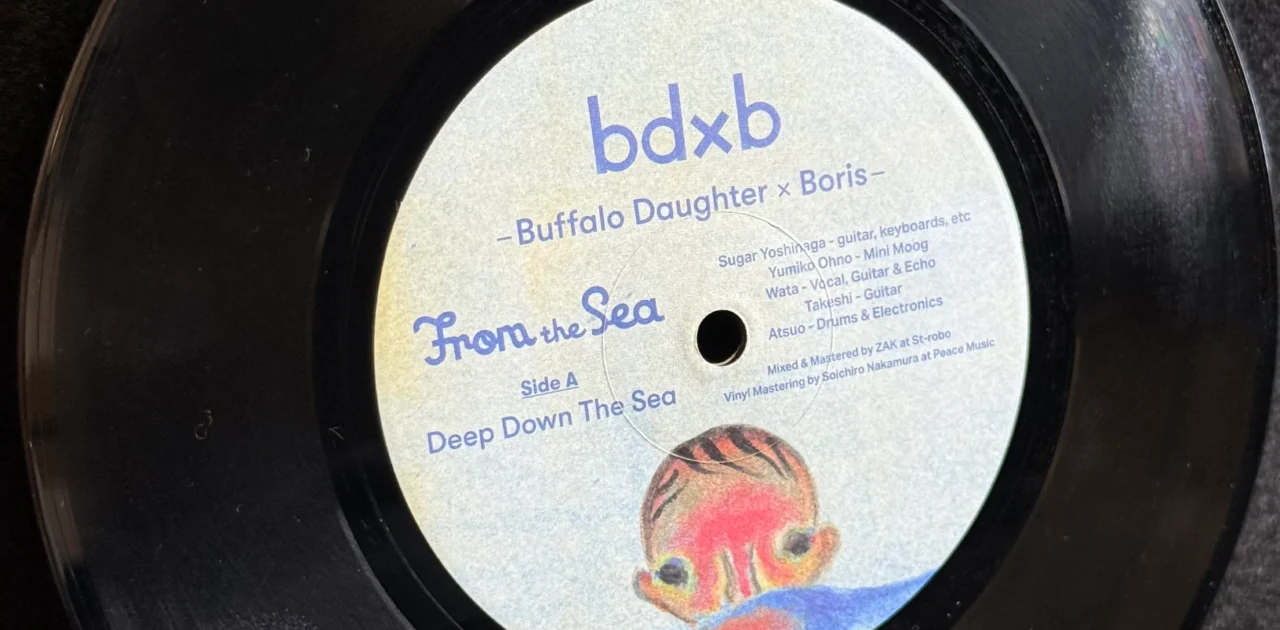 bdxb
–Buffalo Daughter × Boris–
From the Sea
Side A
Deep Down The Sea
Sugar Yoshinaga - guitar, keyboards, etc
Yumiko Ohno - Mini Moog
Wata - Vocal, Guitar & Echo
Takeshi - Guitar
Atsuo - Drums & Electronics
Mixed & Mastered by ZAK at St-robo
Vinyl Mastering by Soichiro Nakamura at Peace Music